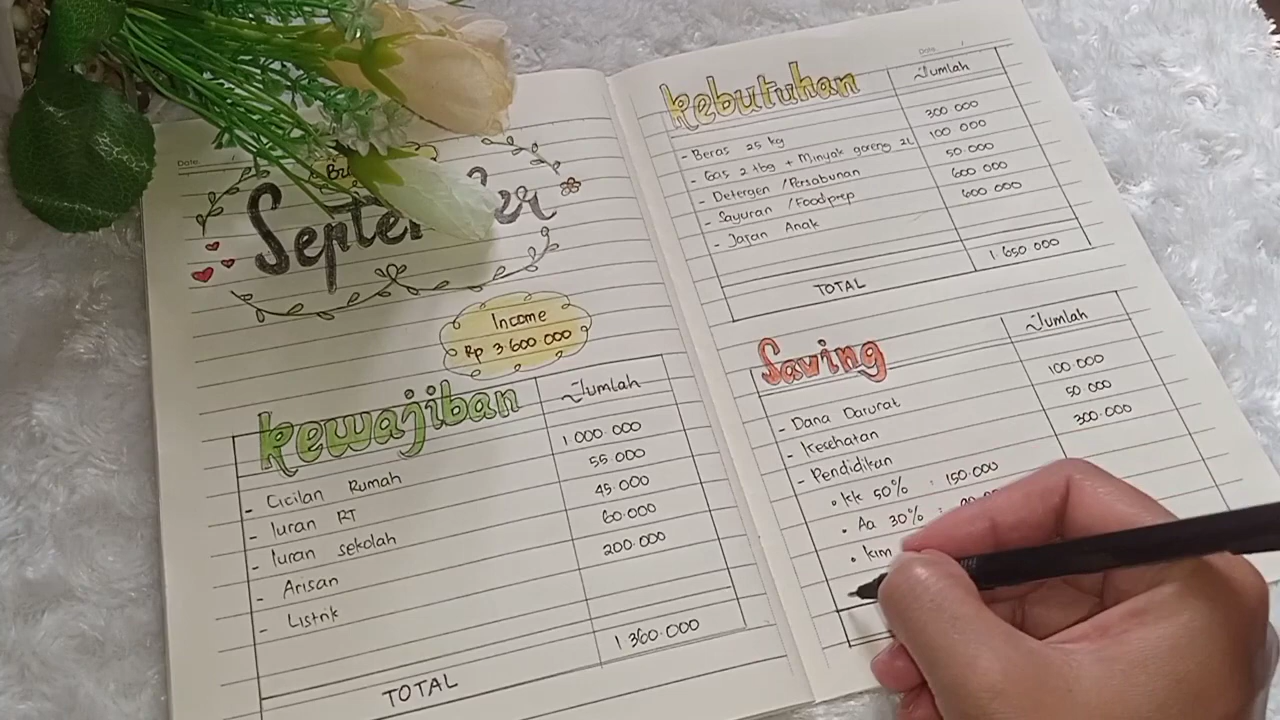 Date
September
Income
Rp 3.600.000
kewajiban Jumlah
- Cicilan Rumah 1 000 000
- Iuran RT 55 000
- Iuran sekolah 45.000
- Arisan 60.000
- Listrik 200.000
TOTAL 1 360.000
Date
kebutuhan Jumlah
- Beras 25 kg 300 000
- Gas 2 tbg + Minyak goreng 2L 100 000
- Detergen /Persabunan 50.000
- Sayuran /Foodprep 600 000
- Jajan Anak 600 000
TOTAL 1.650 000
Saving Jumlah
- Dana Darurat 100.000
- Kesehatan 50 000
- Pendidikan 300.000
• kk 50% : 150.000
• Aa 30% :
•